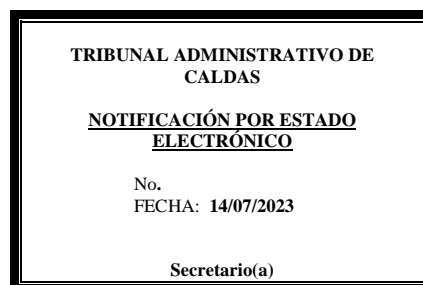 TRIBUNAL ADMINISTRATIVO DE
CALDAS
NOTIFICACIÓN POR ESTADO
ELECTRÓNICO
No.
FECHA: 14/07/2023
Secretario(a)